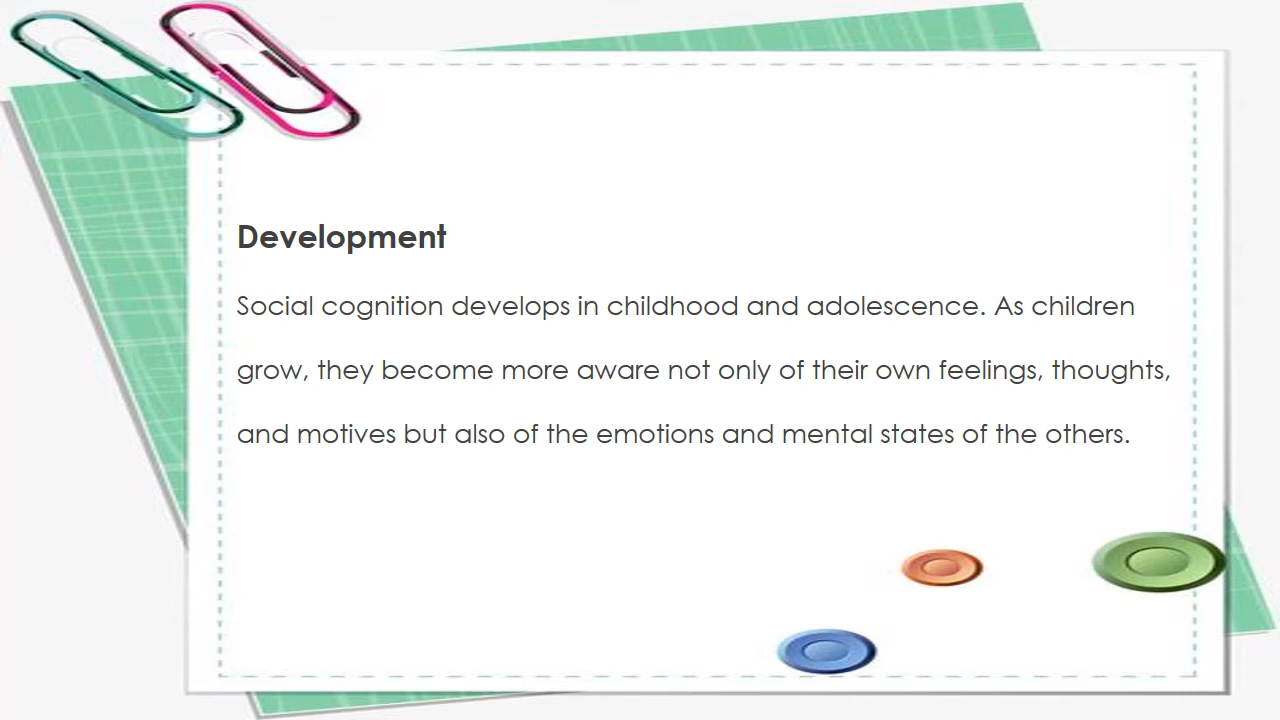 Development
Social cognition develops in childhood and adolescence. As children
grow, they become more aware not only of their own feelings, thoughts,
and motives but also of the emotions and mental states of the others.